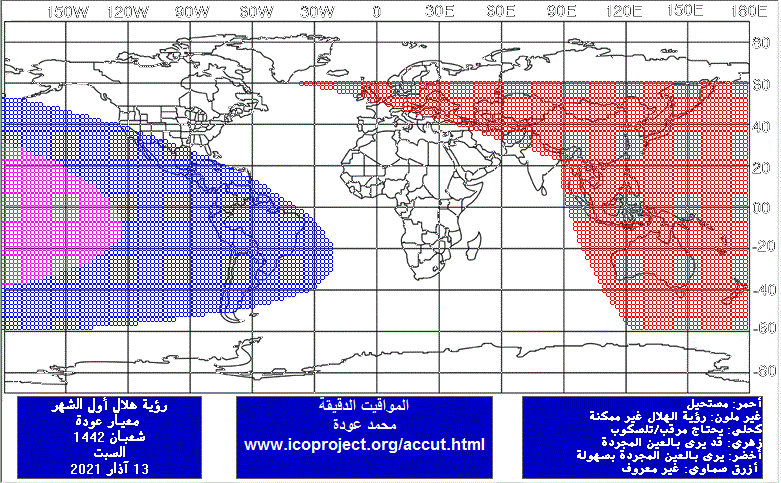 150W 120W 90W 60W 30W 0 30E 60E 90E 120E 150E 180E
80
60
40
20
00
-20
-40
-60
-80
رؤية هلال أول الشهر
معيار عودة
شعبان 1442
السبت
13 آذار 2021
المواقيت الدقيقة
محمد عودة
www.icoproject.org/accut.html
أحمر: مستحيل
غير ملون: رؤية الهلال غير ممكنة
كحلي: يحتاج مرقب/تلسكوب
زهري: قد يرى بالعين المجردة
أخضر: يرى بالعين المجردة بسهولة
أزرق سماوي: غير معروف